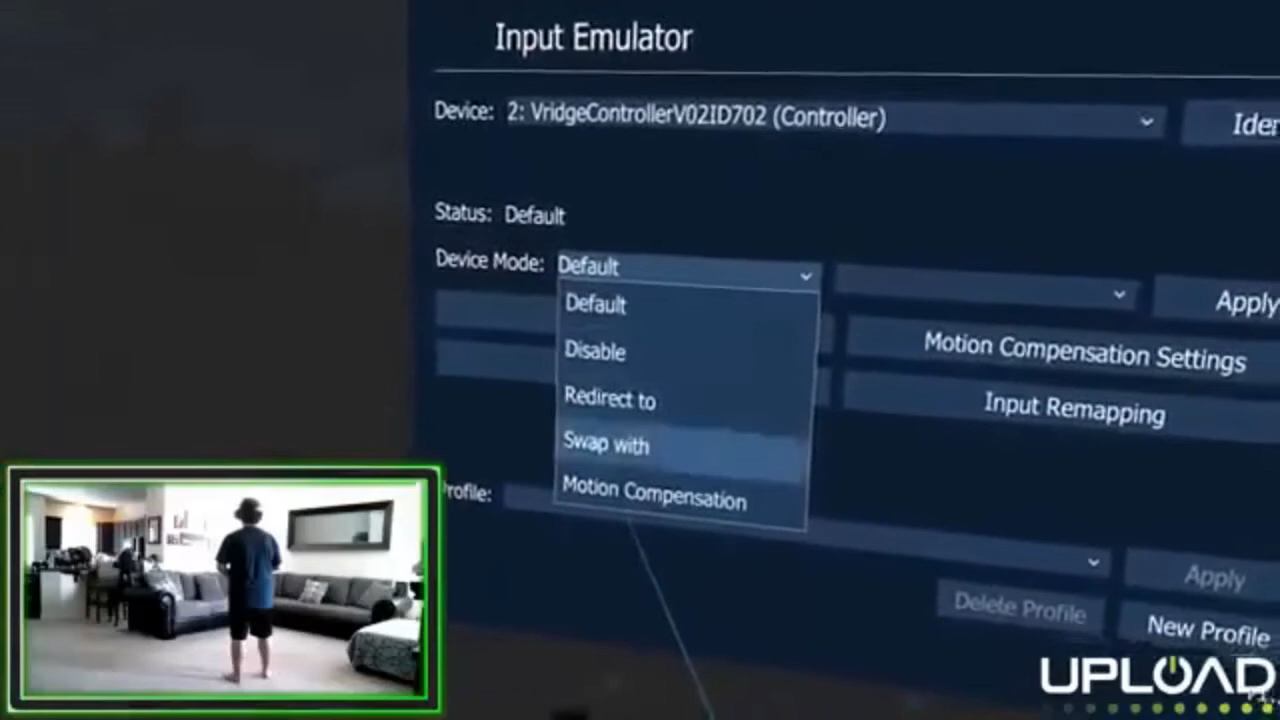 Input Emulator
Device: 2: VridgeControllerV02ID702 (Controller)
Status: Default
Device Mode: Default
Default
Disable
Redirect to
Swap with
Motion Compensation
Apply
Motion Compensation Settings
Input Remapping
Profile:
Apply
Delete Profile
New Profile
UPLOAD